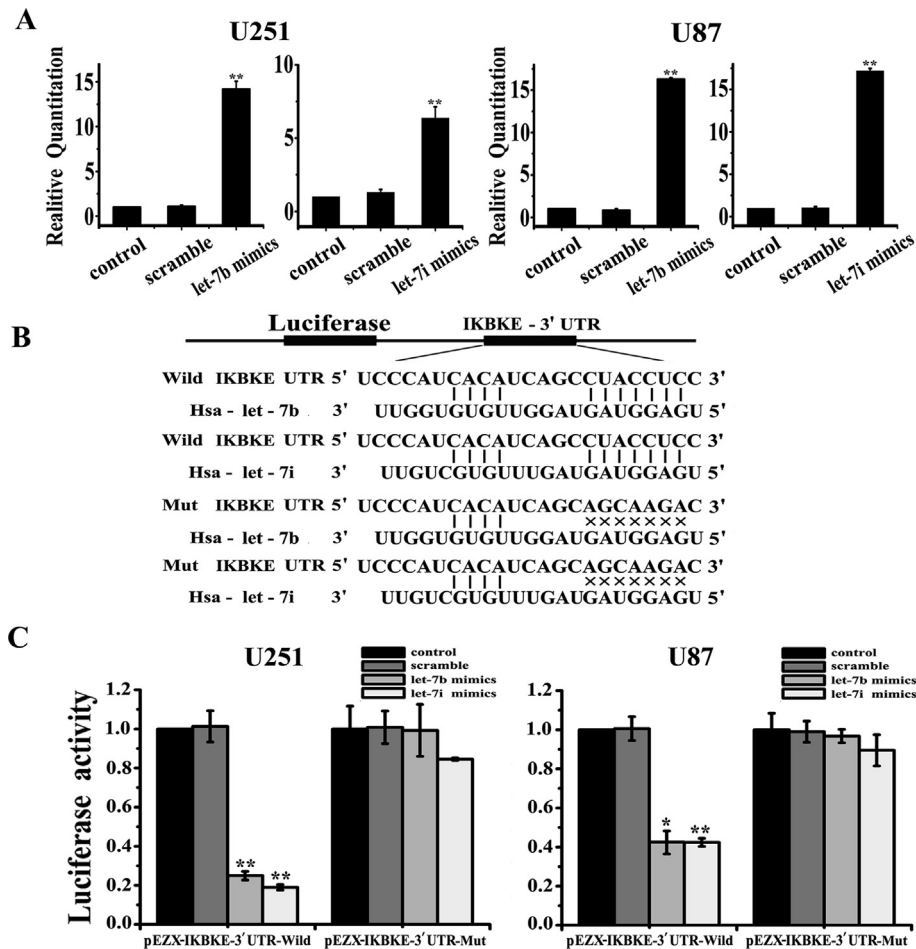 A
U251
U87
Realitive Quantitation
15
10
5
0
control
scramble
let-7b mimics
10
5
0
control
scramble
let-7i mimics
Realitive Quantitation
15
10
5
0
control
scramble
let-7b mimics
15
10
5
0
control
scramble
let-7i mimics
**
**
**
**
B
Luciferase
IKBKE - 3' UTR
Wild IKBKE UTR 5' UCCCAUCACAUCAGCCUACCUCC 3'
Hsa - let - 7b . 3' UUGGUGUGUUGGAUGAUGGAGU 5'
Wild IKBKE UTR 5' UCCCAUCACAUCAGCCUACCUCC 3'
Hsa - let - 7i 3' UUGUCGUGUUUGAUGAUGGAGU 5'
Mut IKBKE UTR 5' UCCCAUCACAUCAGCAGCAAGAC 3'
×××××××
Hsa - let - 7b 3' UUGGUGUGUUGGAUGAUGGAGU 5'
Mut IKBKE UTR 5' UCCCAUCACAUCAGCAGCAAGAC 3'
×××××××
Hsa - let - 7i 3' UUGUCGUGUUUGAUGAUGGAGU 5'
C
U251
control
scramble
let-7b mimics
let-7i mimics
Luciferase activity
1.2
1.0
0.8
0.6
0.4
0.2
0.0
**
**
pEZX-IKBKE-3'UTR-Wild
pEZX-IKBKE-3'UTR-Mut
U87
control
scramble
let-7b mimics
let-7i mimics
1.2
1.0
0.8
0.6
0.4
0.2
0.0
*
**
pEZX-IKBKE-3'UTR-Wild
pEZX-IKBKE-3'UTR-Mut